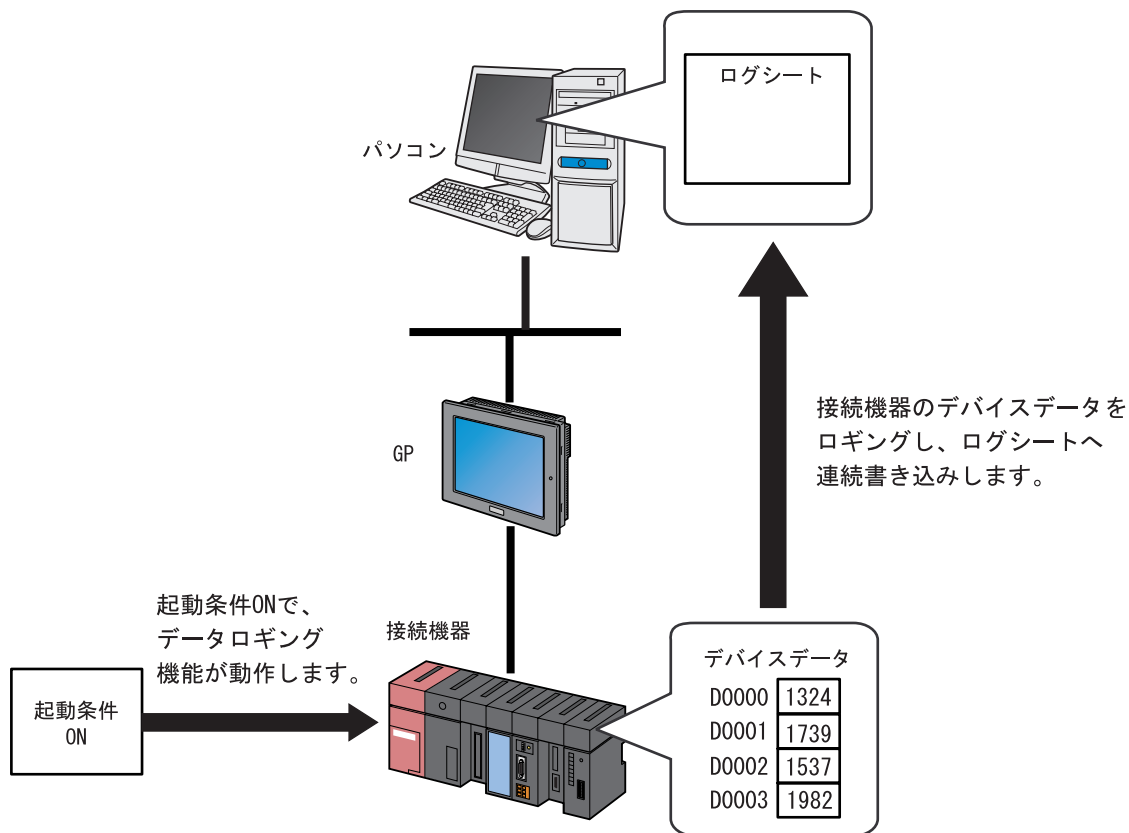 ログシート
パソコン
GP
接続機器のデバイスデータを
ロギングし、ログシートへ
連続書き込みします。
起動条件ONで、
データロギング
機能が動作します。
接続機器
起動条件
ON
デバイスデータ
D0000 1324
D0001 1739
D0002 1537
D0003 1982